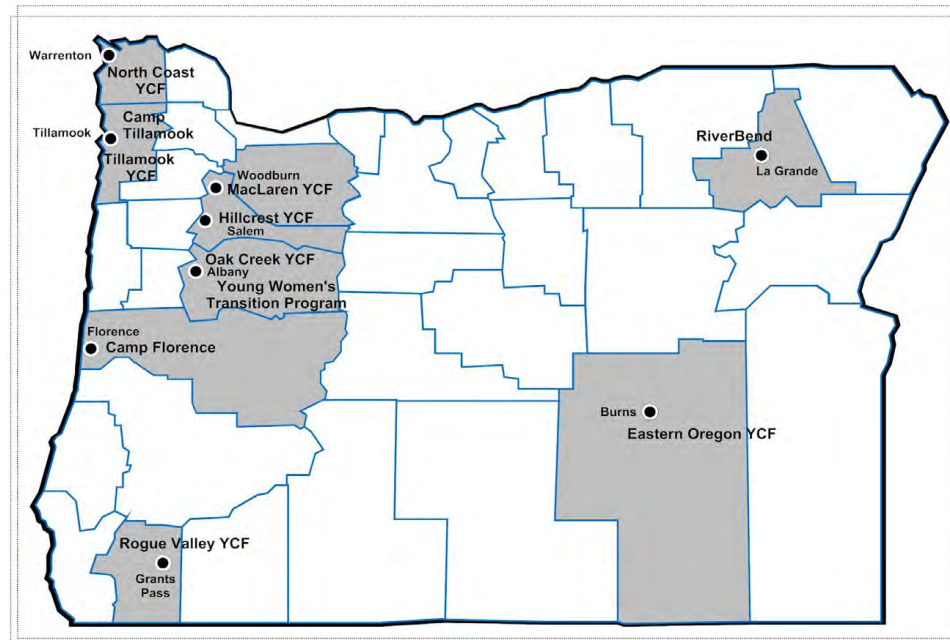 Warrenton
North Coast
YCF
Camp
Tillamook
Tillamook
Tillamook
YCF
Woodburn
MacLaren YCF
Hillcrest YCF
Salem
Oak Creek YCF
Albany
Young Women's
Transition Program
Florence
Camp Florence
RiverBend
La Grande
Burns
Eastern Oregon YCF
Rogue Valley YCF
Grants
Pass